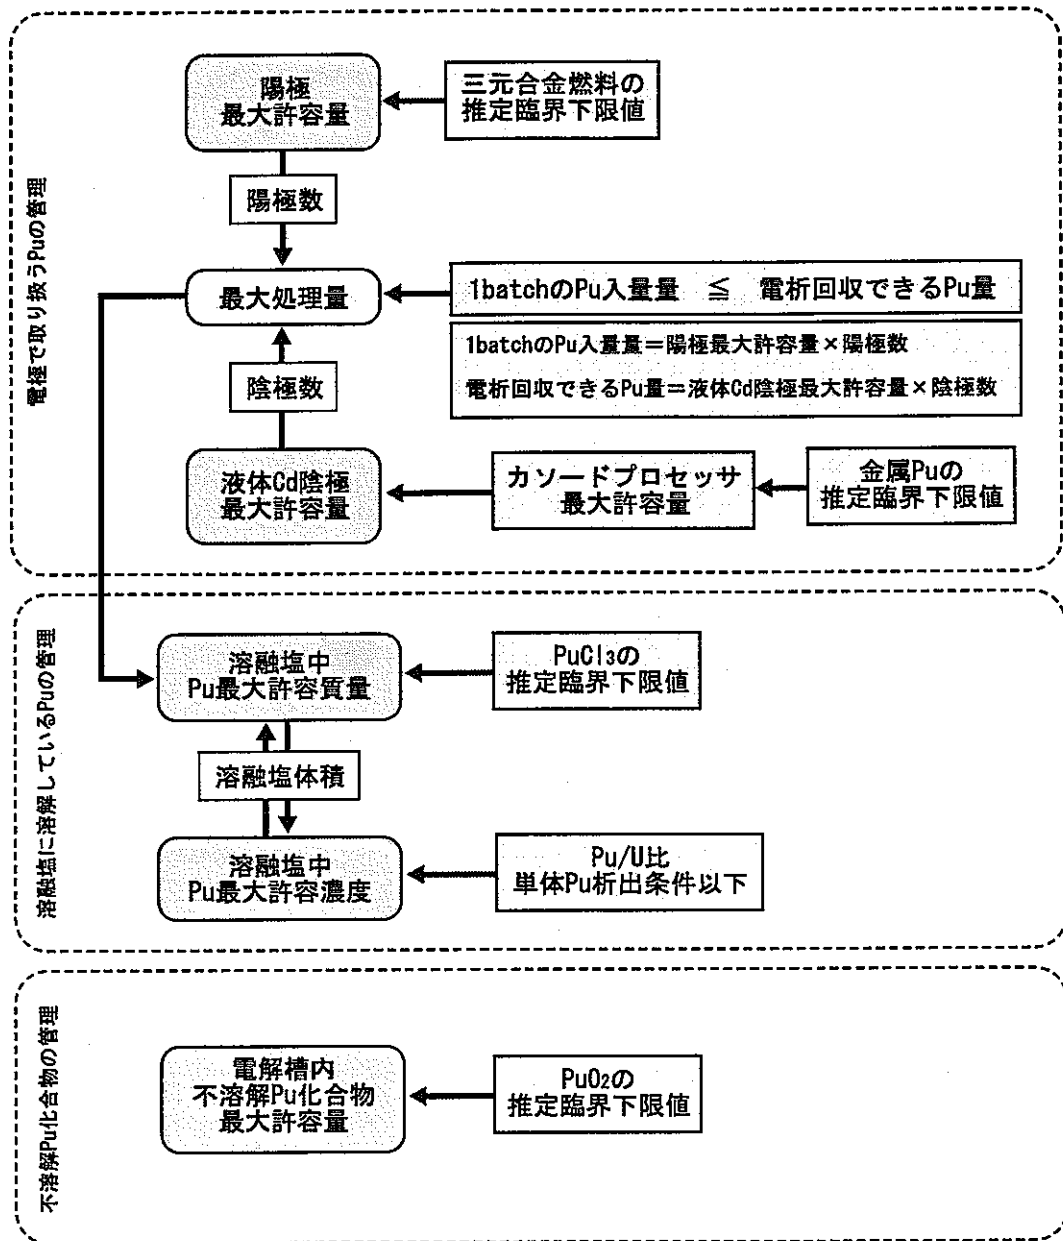 電極で取り扱うPuの管理
陽極
最大許容量
三元合金燃料の
推定臨界下限値
陽極数
最大処理量
1batchのPu入量量 ≦ 電析回収できるPu量
1batchのPu入量量＝陽極最大許容量×陽極数
電析回収できるPu量＝液体Cd陰極最大許容量×陰極数
陰極数
液体Cd陰極
最大許容量
カソードプロセッサ
最大許容量
金属Puの
推定臨界下限値
溶融塩に溶解しているPuの管理
溶融塩中
Pu最大許容質量
PuCl₃の
推定臨界下限値
溶融塩体積
溶融塩中
Pu最大許容濃度
Pu/U比
単体Pu析出条件以下
不溶解Pu化合物の管理
電解槽内
不溶解Pu化合物
最大許容量
PuO₂の
推定臨界下限値